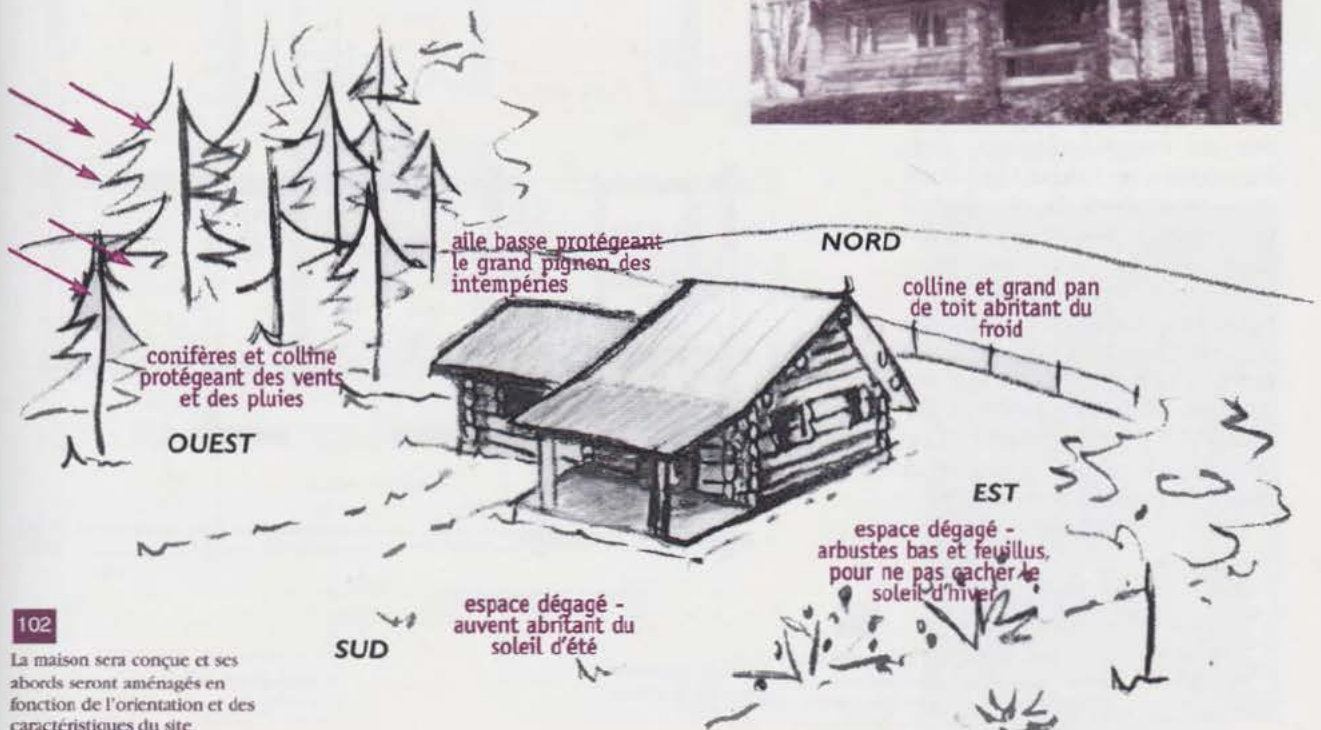 aile basse protégeant
le grand pignon des
intempéries
NORD
colline et grand pan
de toit abritant du
froid
conifères et colline
protégeant des vents
et des pluies
OUEST
EST
espace dégagé -
arbustes bas et feuillus,
pour ne pas cacher le
soleil d'hiver
espace dégagé -
auvent abritant du
soleil d'été
SUD
102
La maison sera conçue et ses
abords seront aménagés en
fonction de l'orientation et des
caractéristiques du site.